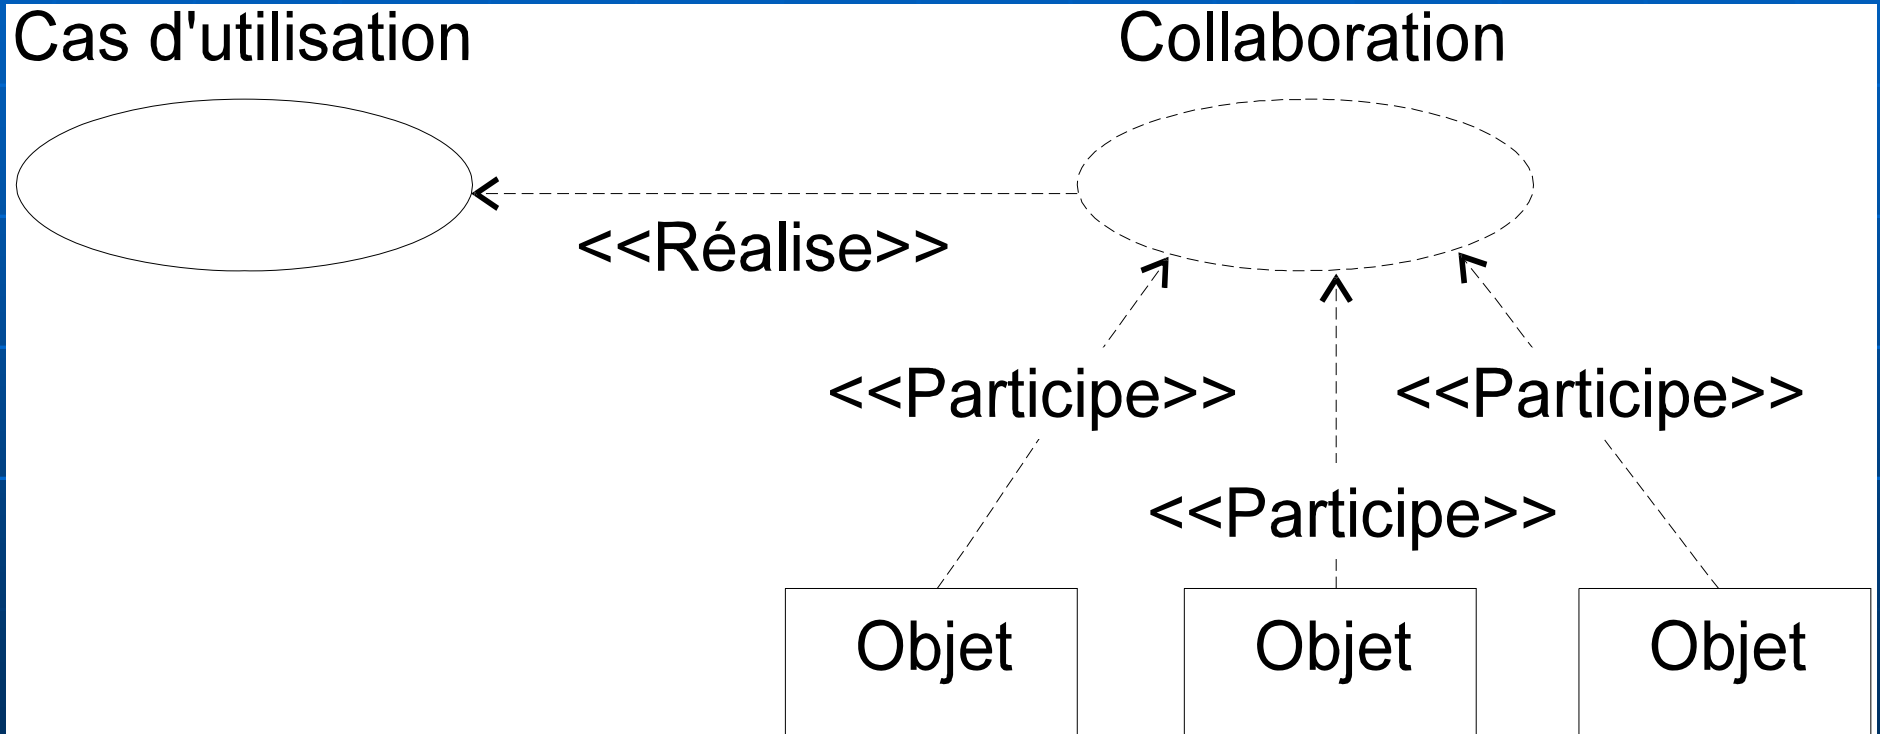 Cas d'utilisation
Collaboration
<<Réalise>>
<<Participe>>
<<Participe>>
<<Participe>>
Objet
Objet
Objet